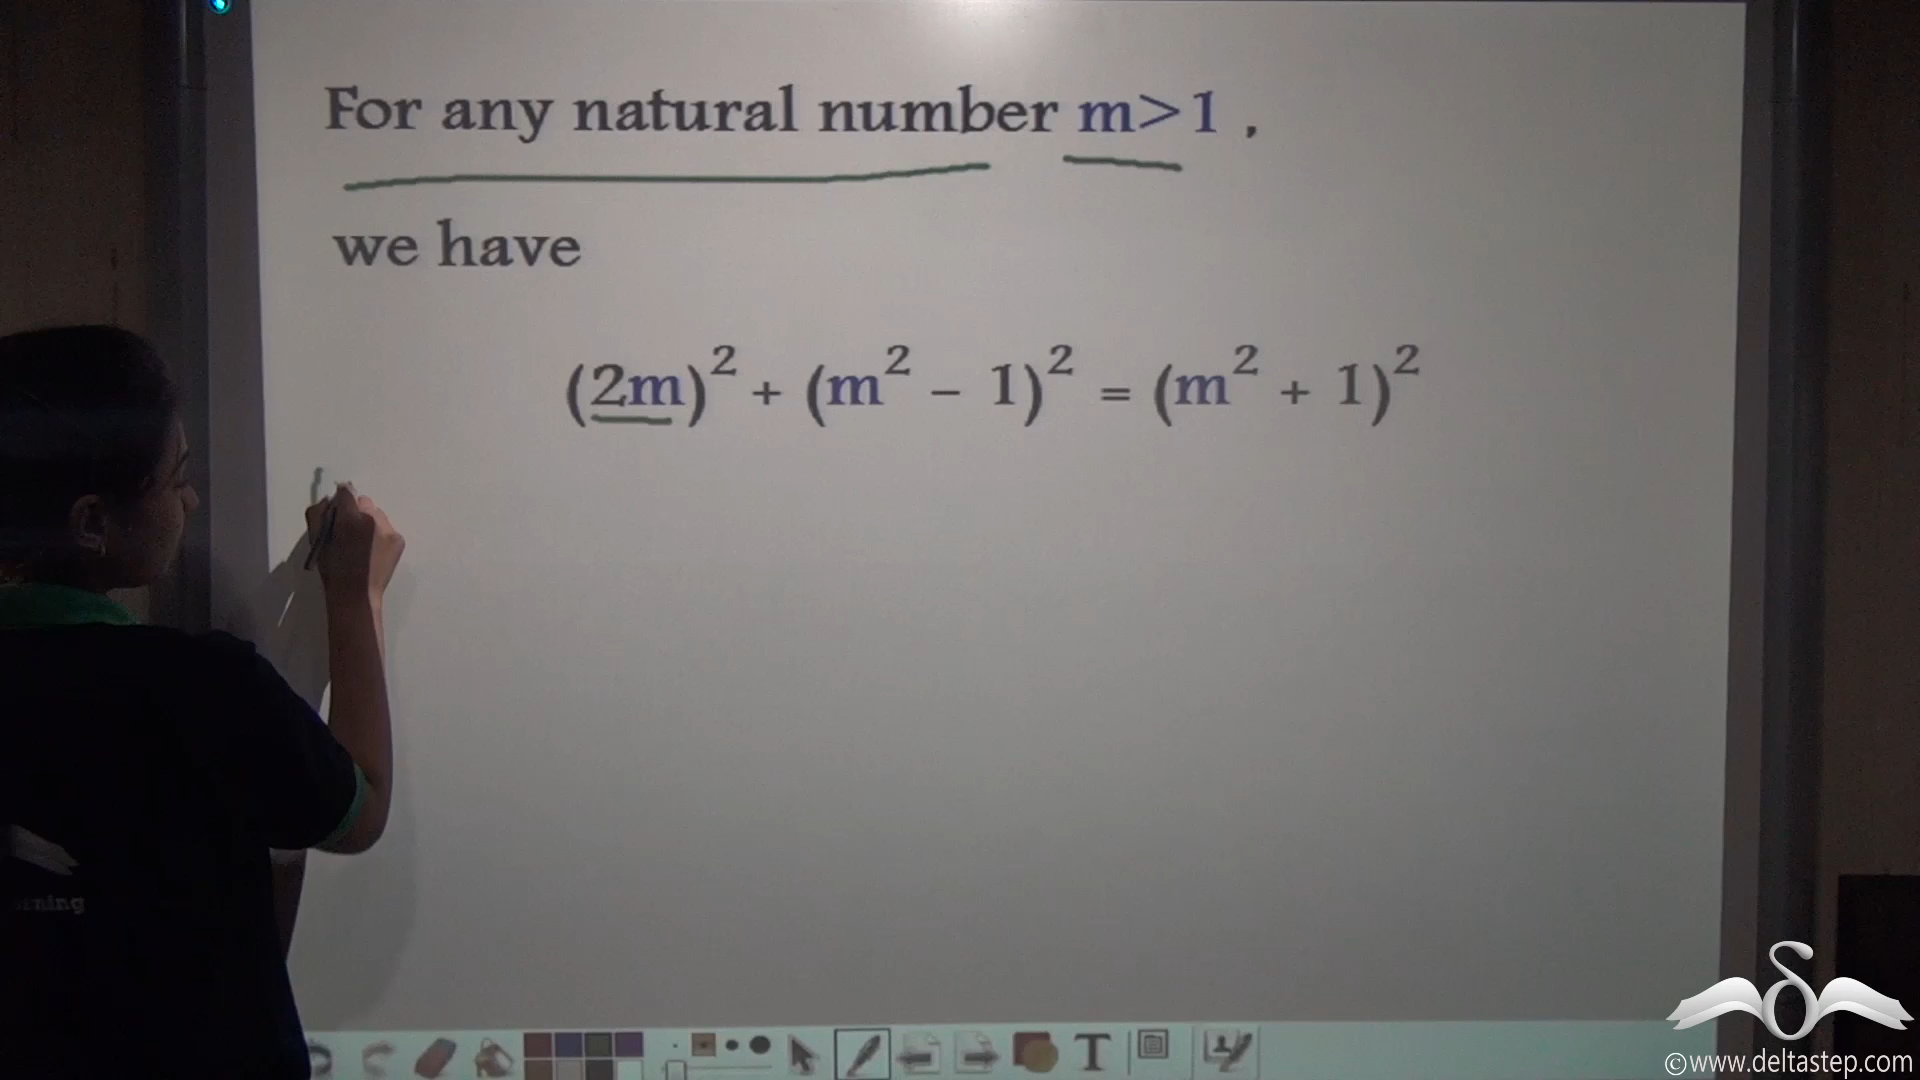 For any natural number m>1 ,
we have
(2m)² + (m² – 1)² = (m² + 1)²
T
©www.deltastep.com